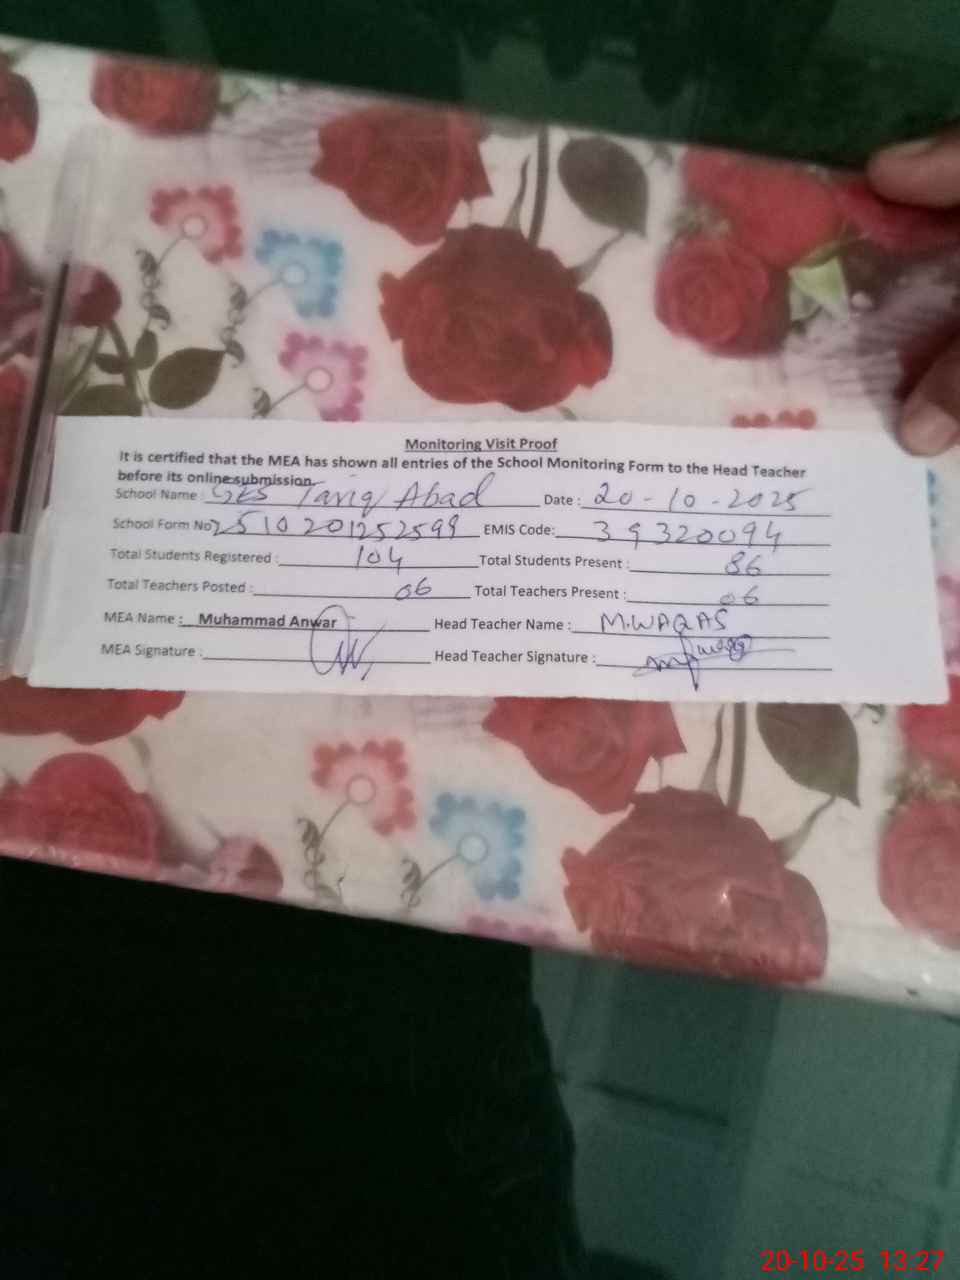 Monitoring Visit Proof
It is certified that the MEA has shown all entries of the School Monitoring Form to the Head Teacher
before its online submission.
School Name : GES Tariq Abad Date : 20-10-2025
School Form No 2510201252599 EMIS Code: 39320094
Total Students Registered : 104 Total Students Present : 86
Total Teachers Posted : 06 Total Teachers Present : 06
MEA Name : Muhammad Anwar Head Teacher Name : M.WAQAS
MEA Signature : Head Teacher Signature :
20-10-25 13:27